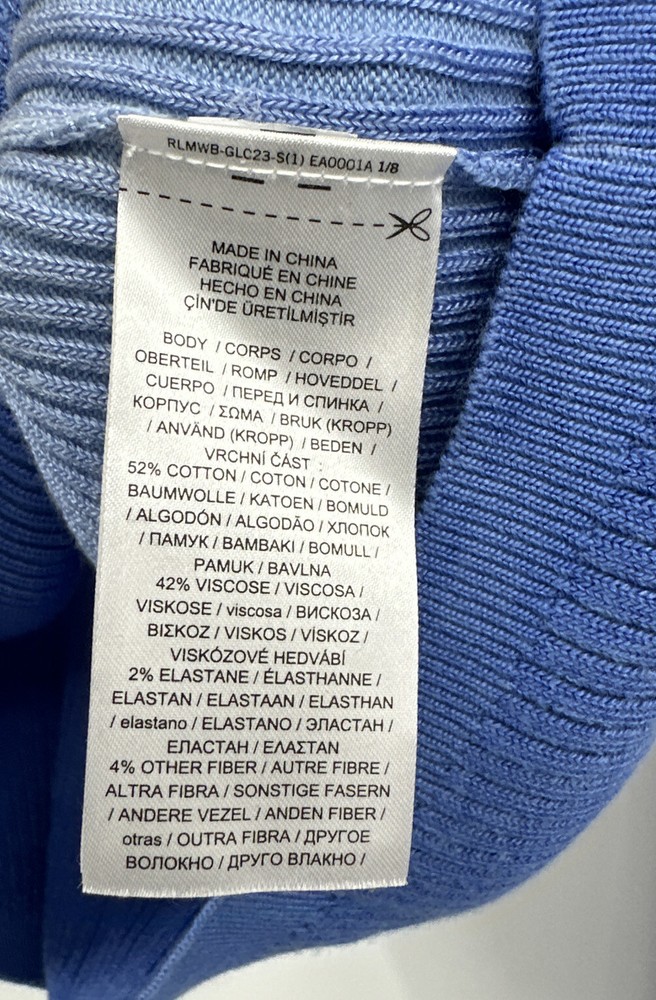 RLMWB-GLC23-S(1) EA0001A 1/8
MADE IN CHINA
FABRIQUÉ EN CHINE
HECHO EN CHINA
ÇİN'DE ÜRETİLMİŞTİR
BODY / CORPS / CORPO /
OBERTEIL / ROMP / HOVEDDEL /
CUERPO / ПЕРЕД И СПИНКА /
КОРПУС / ΣΩΜΑ / BRUK (KROPP)
/ ANVÄND (KROPP) / BEDEN /
VRCHNÍ ČÁST :
52% COTTON / COTON / COTONE /
BAUMWOLLE / KATOEN / BOMULD
/ ALGODÓN / ALGODÃO / ХЛОПОК
/ ПАМУК / BAMBAKI / BOMULL /
PAMUK / BAVLNA
42% VISCOSE / VISCOSA /
VISKOSE / viscosa / ВИСКОЗА /
ΒΙΣΚΟΖ / VISKOS / VÍSKOZ /
VISKÓZOVÉ HEDVÁBÍ
2% ELASTANE / ÉLASTHANNE /
ELASTAN / ELASTAAN / ELASTHAN
/ elastano / ELASTANO / ЭЛАСТАН /
ЕЛАСТАН / ΕΛΑΣΤΑΝ
4% OTHER FIBER / AUTRE FIBRE /
ALTRA FIBRA / SONSTIGE FASERN
/ ANDERE VEZEL / ANDEN FIBER /
otras / OUTRA FIBRA / ДРУГОЕ
ВОЛОКНО / ДРУГО ВЛАКНО /